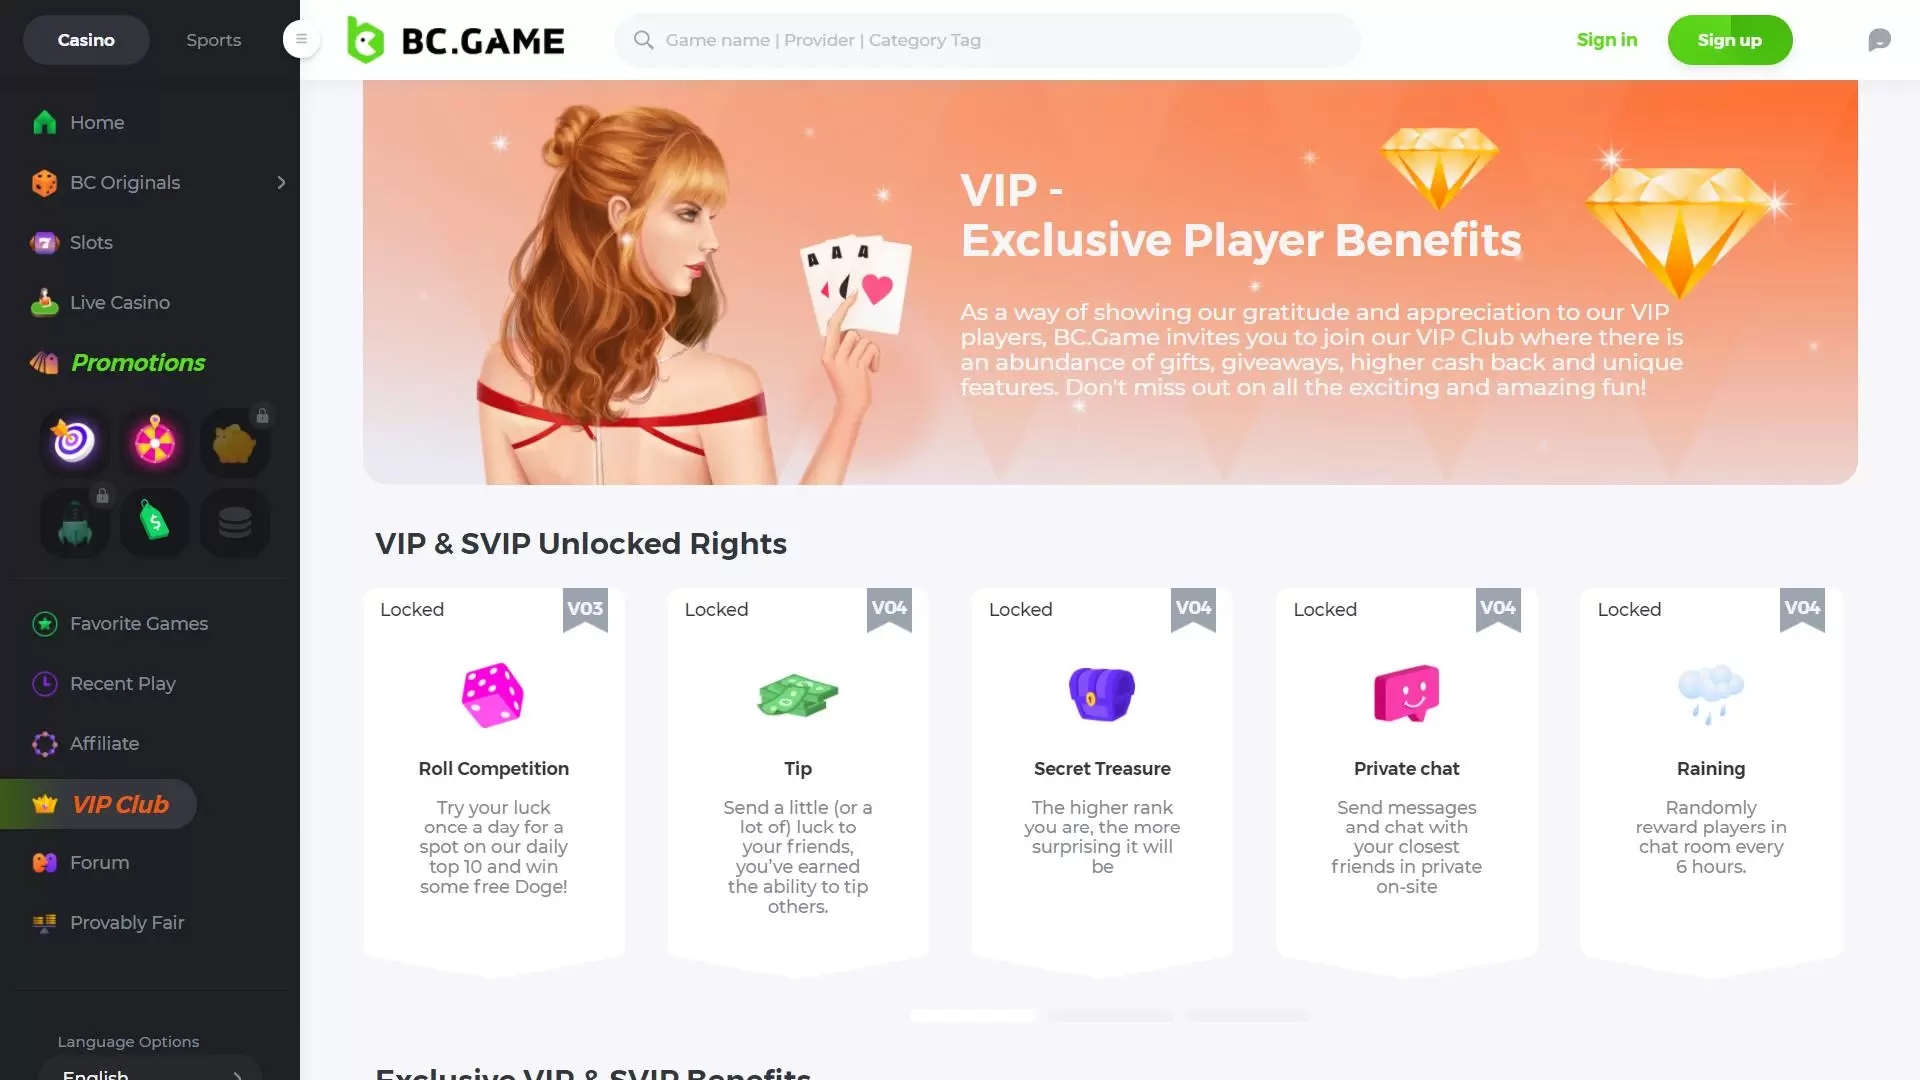 Casino
Sports
BC.GAME
Game name | Provider | Category Tag
Sign in
Sign up
Home
BC Originals
Slots
Live Casino
Promotions
Favorite Games
Recent Play
Affiliate
VIP Club
Forum
Provably Fair
Language Options
English
VIP -
Exclusive Player Benefits
As a way of showing our gratitude and appreciation to our VIP
players, BC.Game invites you to join our VIP Club where there is
an abundance of gifts, giveaways, higher cash back and unique
features. Don't miss out on all the exciting and amazing fun!
A A A
VIP & SVIP Unlocked Rights
Locked
V03
Roll Competition
Try your luck
once a day for a
spot on our daily
top 10 and win
some free Doge!
Locked
V04
Tip
Send a little (or a
lot of) luck to
your friends,
you’ve earned
the ability to tip
others.
Locked
V04
Secret Treasure
The higher rank
you are, the more
surprising it will
be
Locked
V04
Private chat
Send messages
and chat with
your closest
friends in private
on-site
Locked
V04
Raining
Randomly
reward players in
chat room every
6 hours.
Exclusive VIP & SVIP Benefits